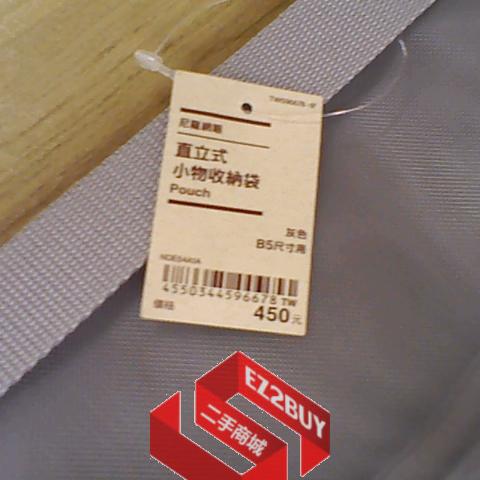 尼龍網眼
直立式
小物收納袋
Pouch
灰色
B5尺寸用
4550344596678 TW
價格
450元
EZ2BUY
二手商城